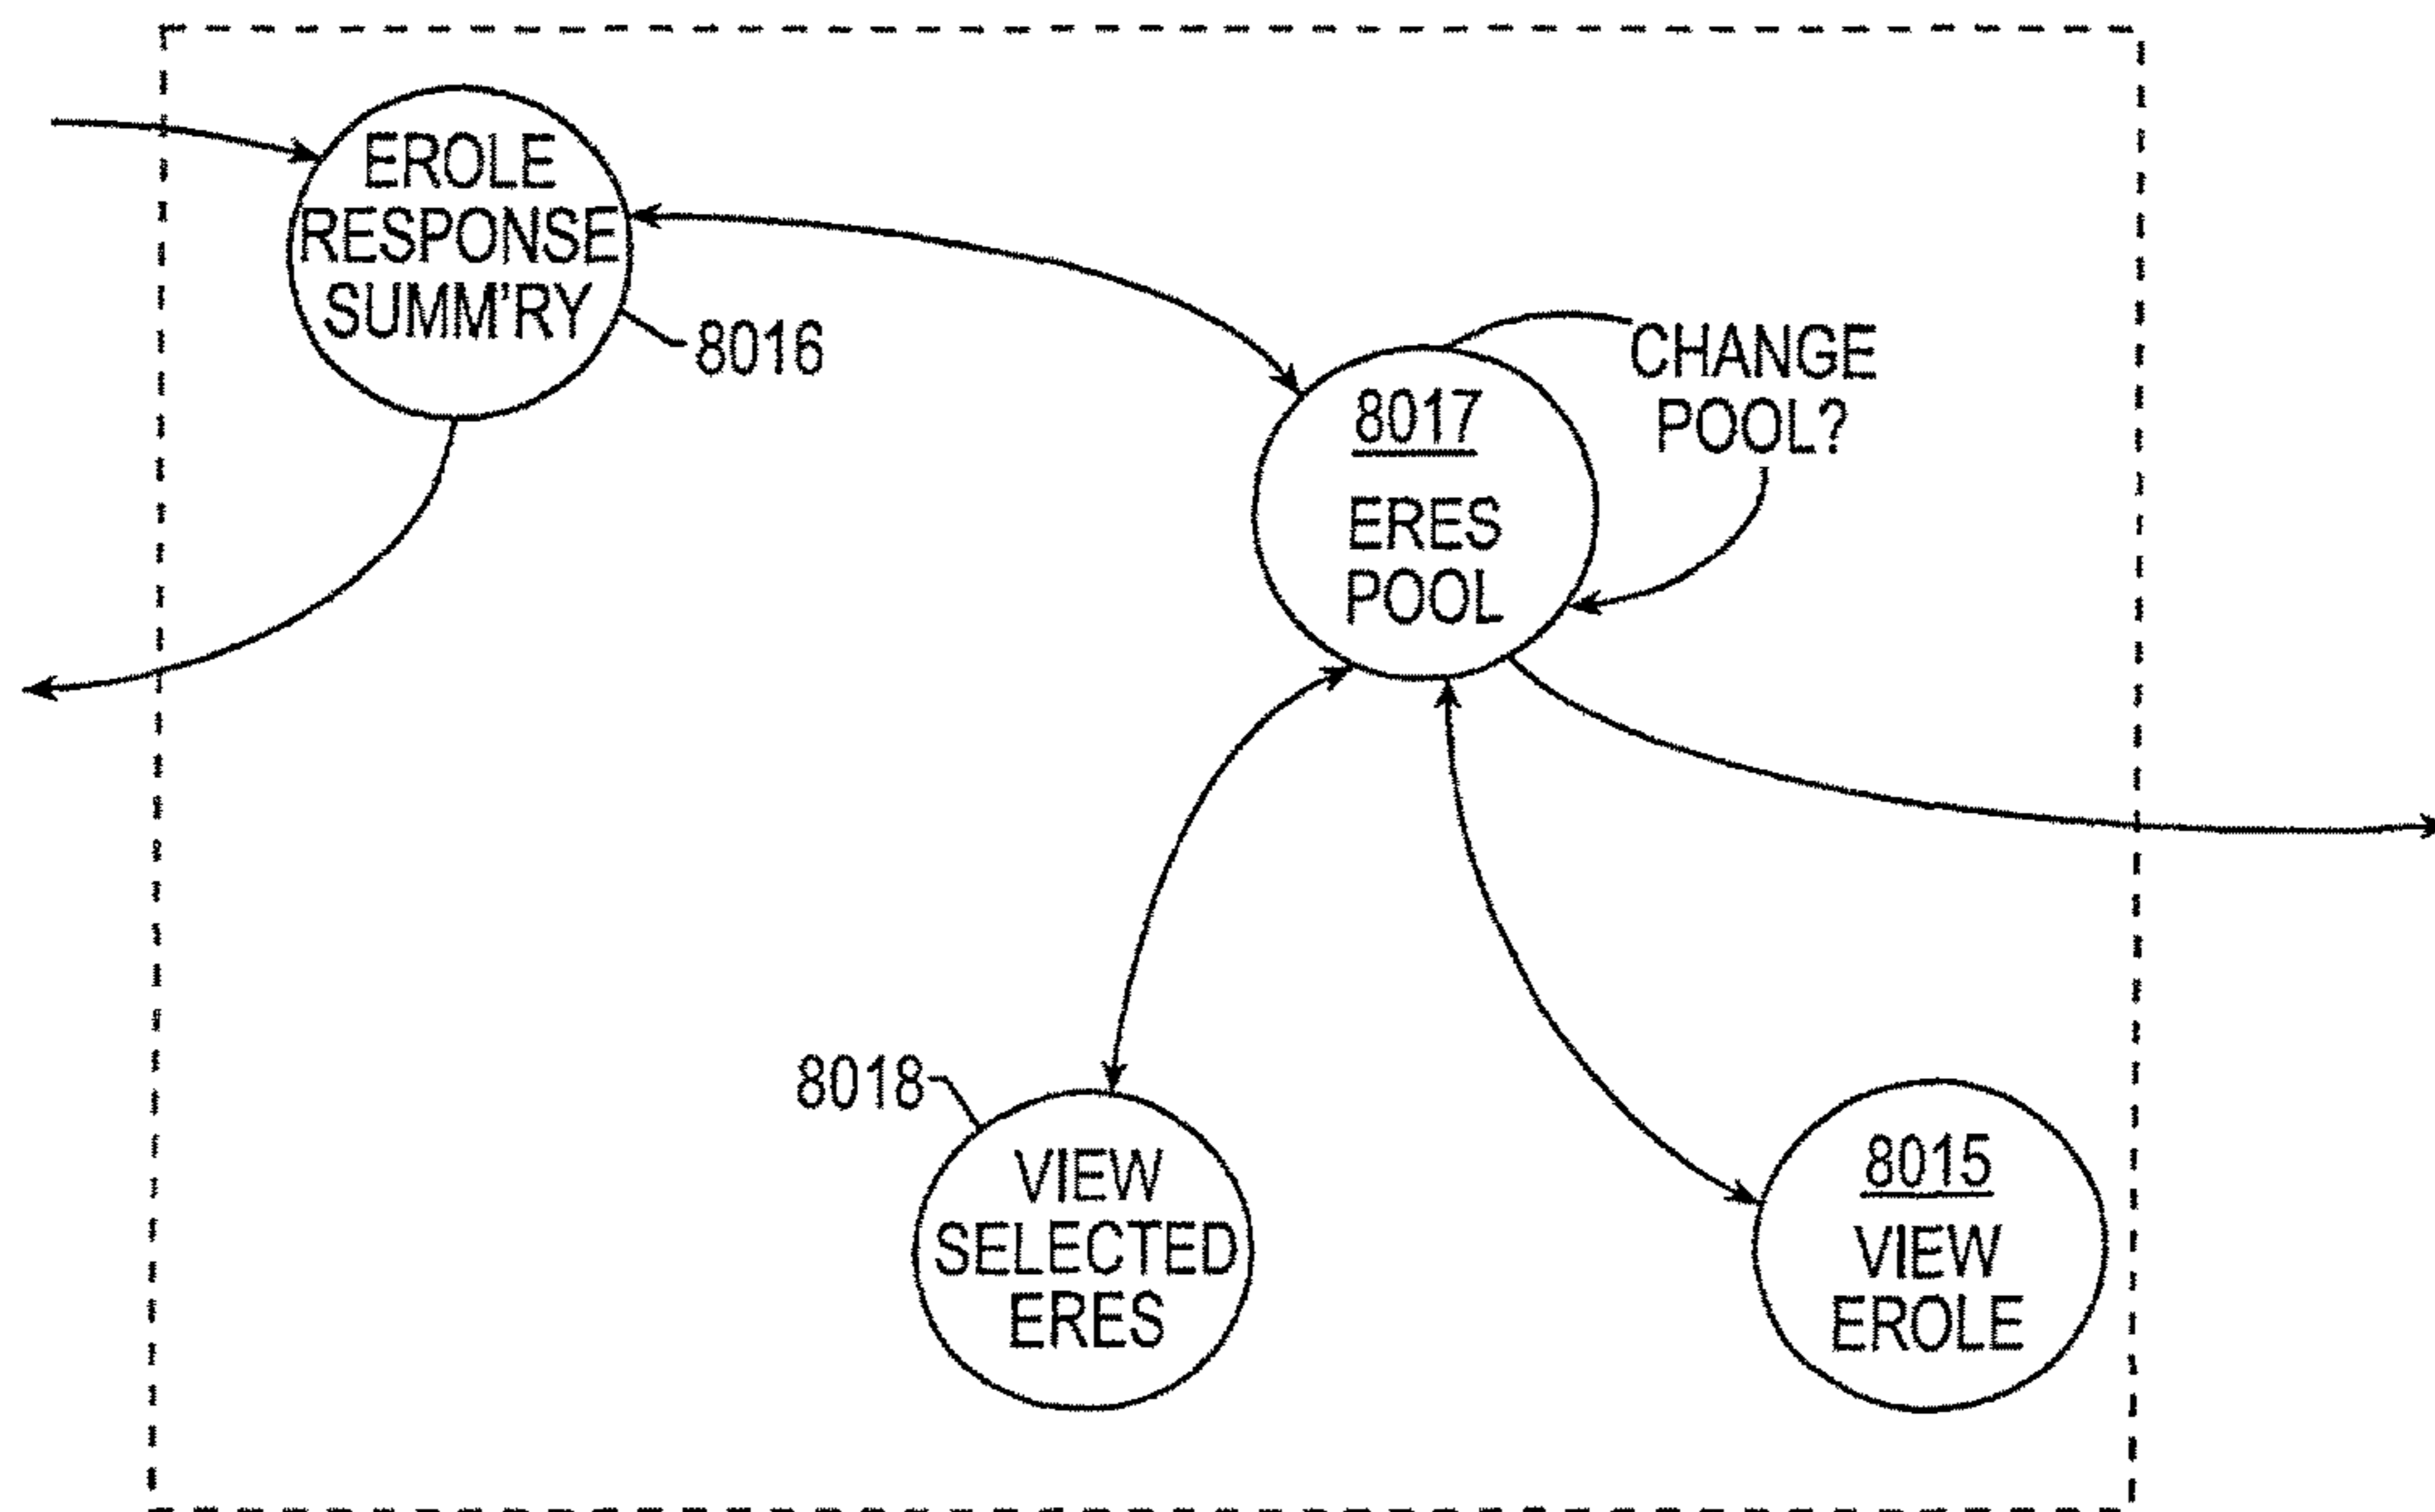 EROLE
RESPONSE
SUMM'RY
8016
CHANGE
POOL?
8017
ERES
POOL
8018
VIEW
SELECTED
ERES
8015
VIEW
EROLE